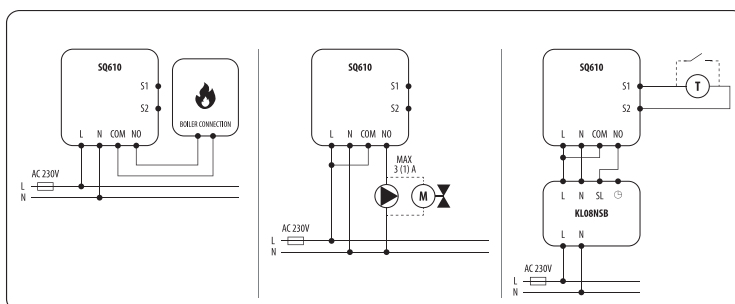 SQ610
S1
S2
L N COM NO
BOILER CONNECTION
AC 230V
L
N
SQ610
S1
S2
L N COM NO
MAX
3 (1) A
M
AC 230V
L
N
SQ610
S1
S2
T
L N COM NO
L N SL
KL08NSB
L N
AC 230V
L
N